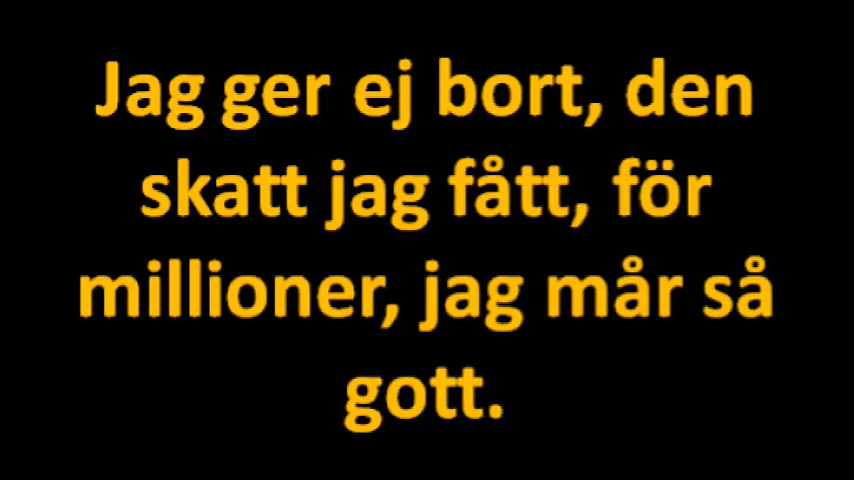 Jag ger ej bort, den
skatt jag fått, för
millioner, jag mår så
gott.